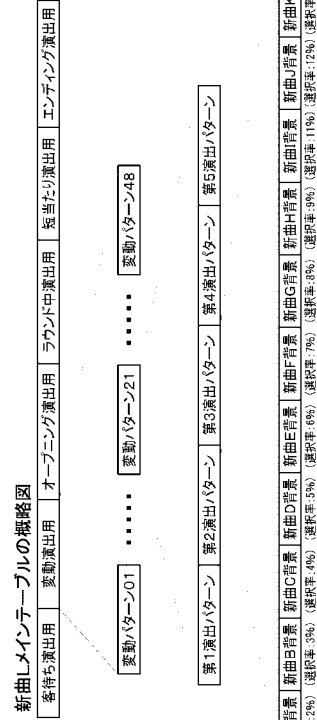 新曲Lメインテーブルの概略図
客待ち演出用 変動演出用 オープニング演出用 ラウンド中演出用 短当たり演出用 エンディング演出用
変動パターン01 ・・・・・ 変動パターン21 ・・・・・ 変動パターン48
第1演出パターン 第2演出パターン 第3演出パターン 第4演出パターン 第5演出パターン
背景 新曲B背景 新曲C背景 新曲D背景 新曲E背景 新曲F背景 新曲G背景 新曲H背景 新曲I背景 新曲J背景 新曲K
2%) (選択率:3%) (選択率:4%) (選択率:5%) (選択率:6%) (選択率:7%) (選択率:8%) (選択率:9%) (選択率:11%) (選択率:12%) (選択率